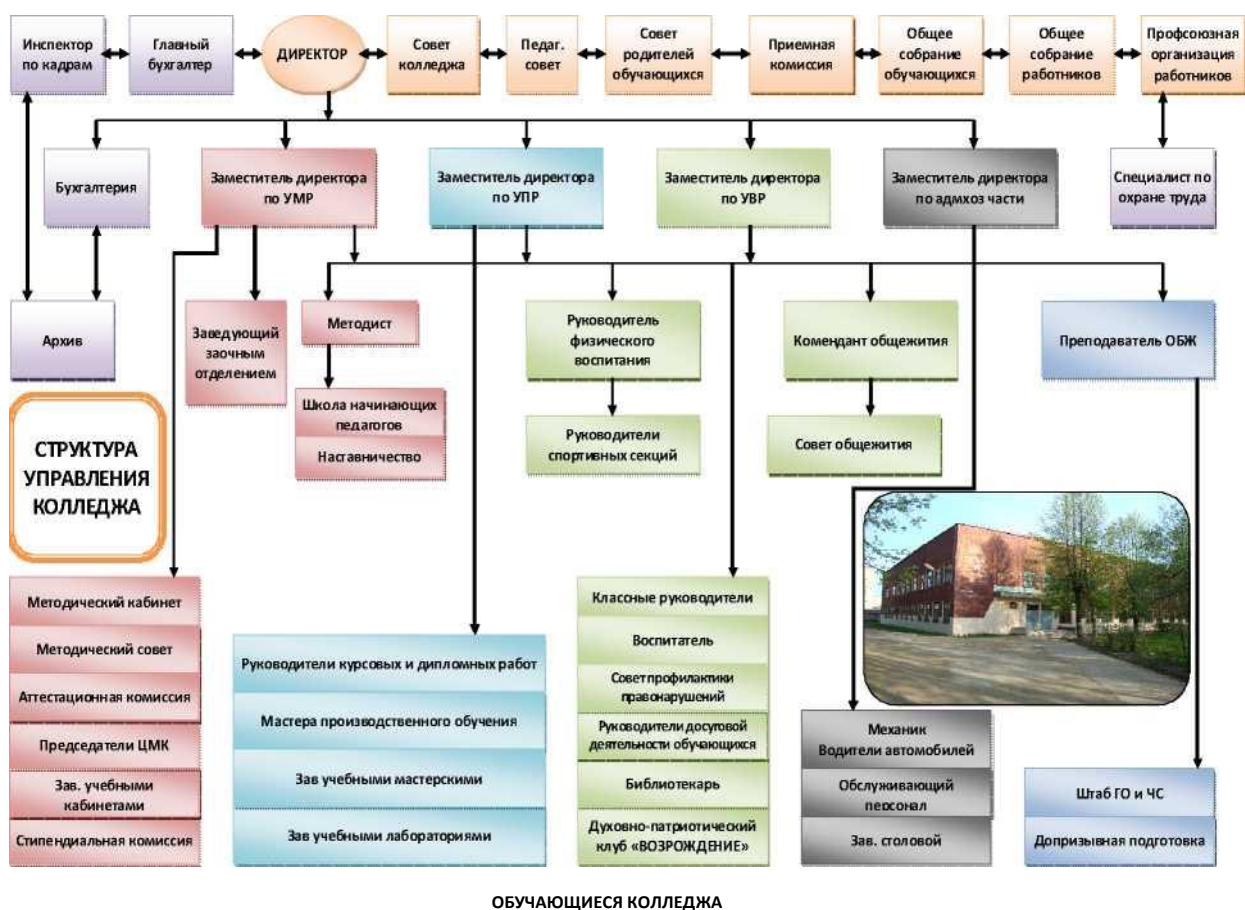 Инспектор
по кадрам
Главный
бухгалтер
ДИРЕКТОР
Совет
колледжа
Педаг.
совет
Совет
родителей
обучающихся
Приемная
комиссия
Общее
собрание
обучающихся
Общее
собрание
работников
Профсоюзная
организация
работников
Бухгалтерия
Заместитель директора
по УМР
Заместитель директора
по УПР
Заместитель директора
по УВР
Заместитель директора
по адмхоз части
Специалист по
охране труда
Архив
Заведующий
заочным
отделением
Методист
Руководитель
физического
воспитания
Комендант общежития
Преподаватель ОБЖ
Школа начинающих
педагогов
Наставничество
Руководители
спортивных секций
Совет общежития
СТРУКТУРА
УПРАВЛЕНИЯ
КОЛЛЕДЖА
Методический кабинет
Методический совет
Аттестационная комиссия
Председатели ЦМК
Зав. учебными
кабинетами
Стипендиальная комиссия
Руководители курсовых и дипломных работ
Мастера производственного обучения
Зав учебными мастерскими
Зав учебными лабораториями
Классные руководители
Воспитатель
Совет профилактики
правонарушений
Руководители досуговой
деятельности обучающихся
Библиотекарь
Духовно-патриотический
клуб «ВОЗРОЖДЕНИЕ»
Механик
Водители автомобилей
Обслуживающий
персонал
Зав. столовой
Штаб ГО и ЧС
Допризывная подготовка
ОБУЧАЮЩИЕСЯ КОЛЛЕДЖА